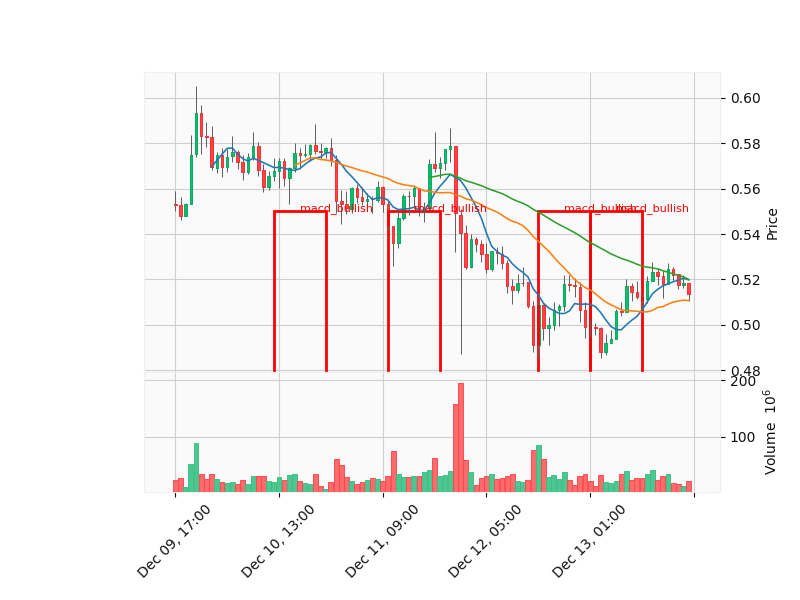 0.60
0.58
0.56
macd_bullish
macd_bullish
macd_bullish
macd_bullish
0.54
0.52
0.50
0.48
Price
200
100
Volume 10^6
Dec 09, 17:00
Dec 10, 13:00
Dec 11, 09:00
Dec 12, 05:00
Dec 13, 01:00